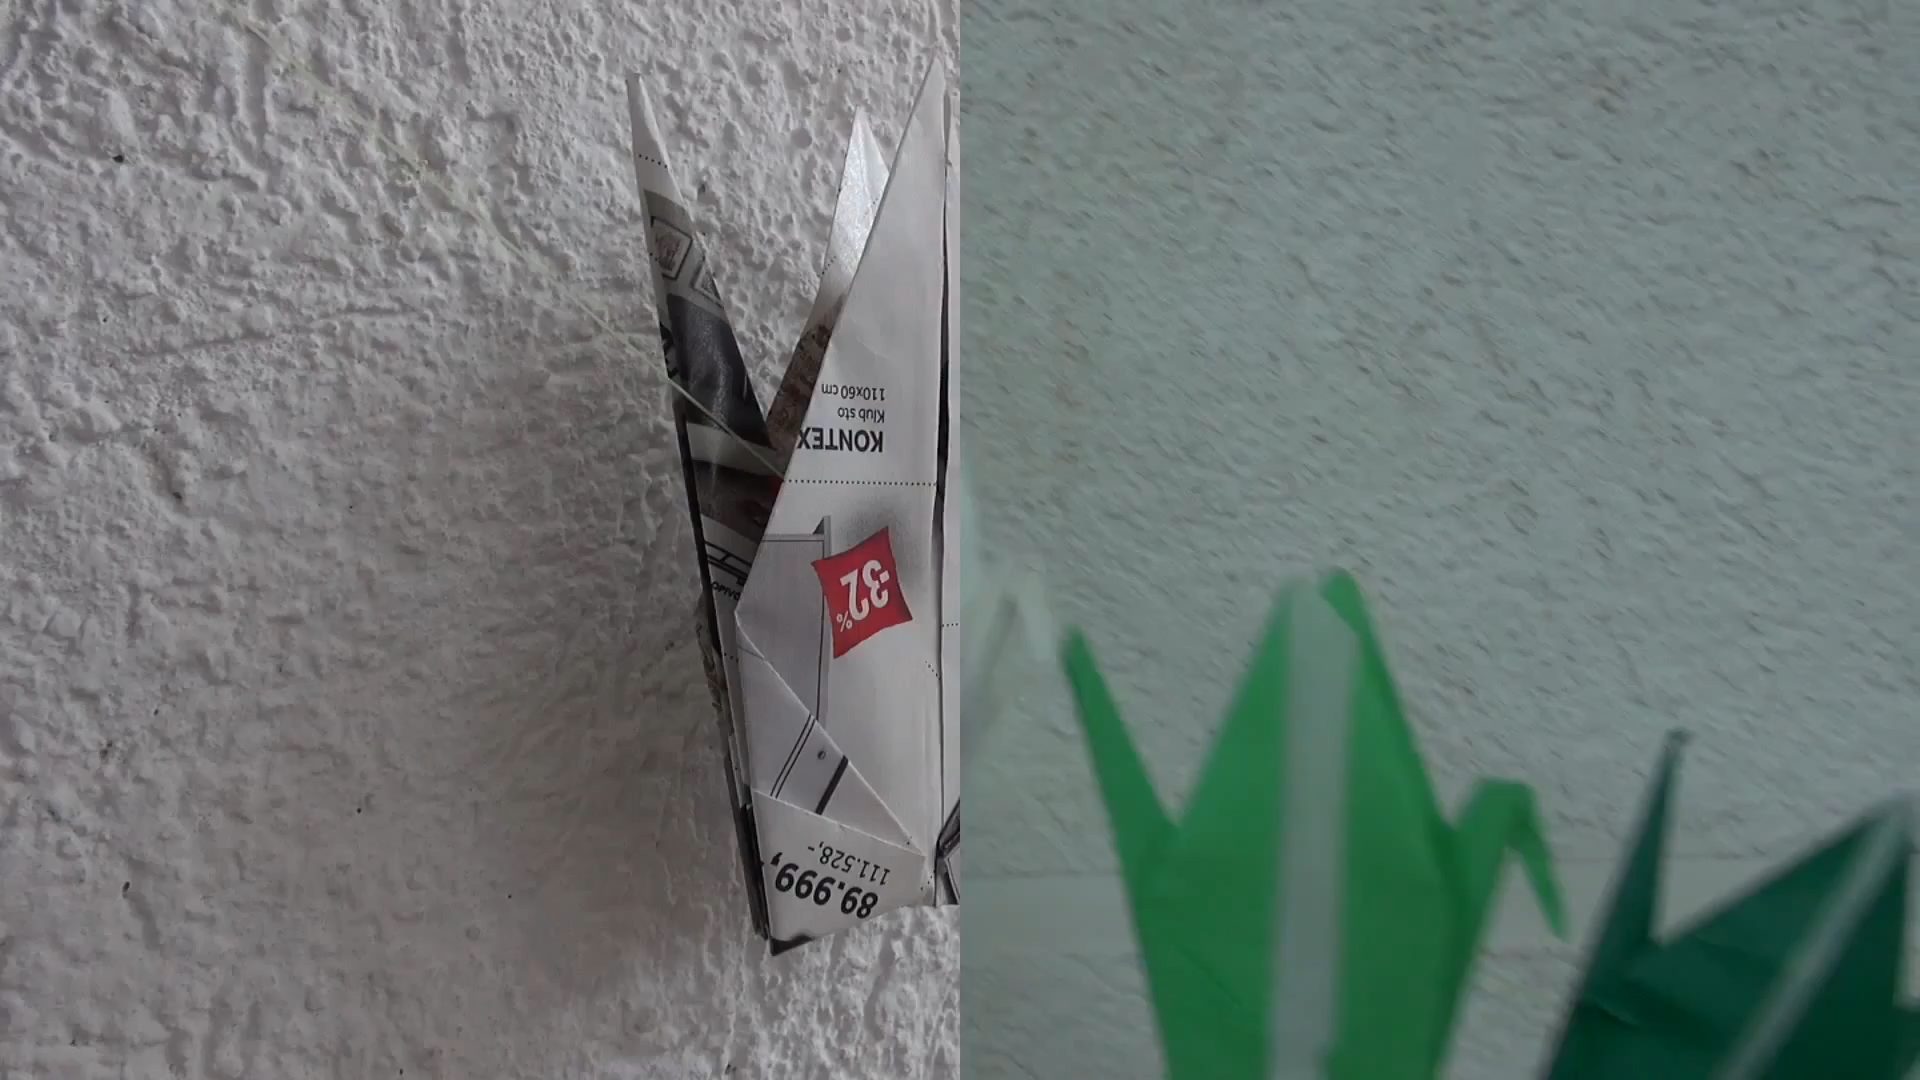 110x60 cm
Klub sto
KONTEX
-32%
111.528,-
89.999,